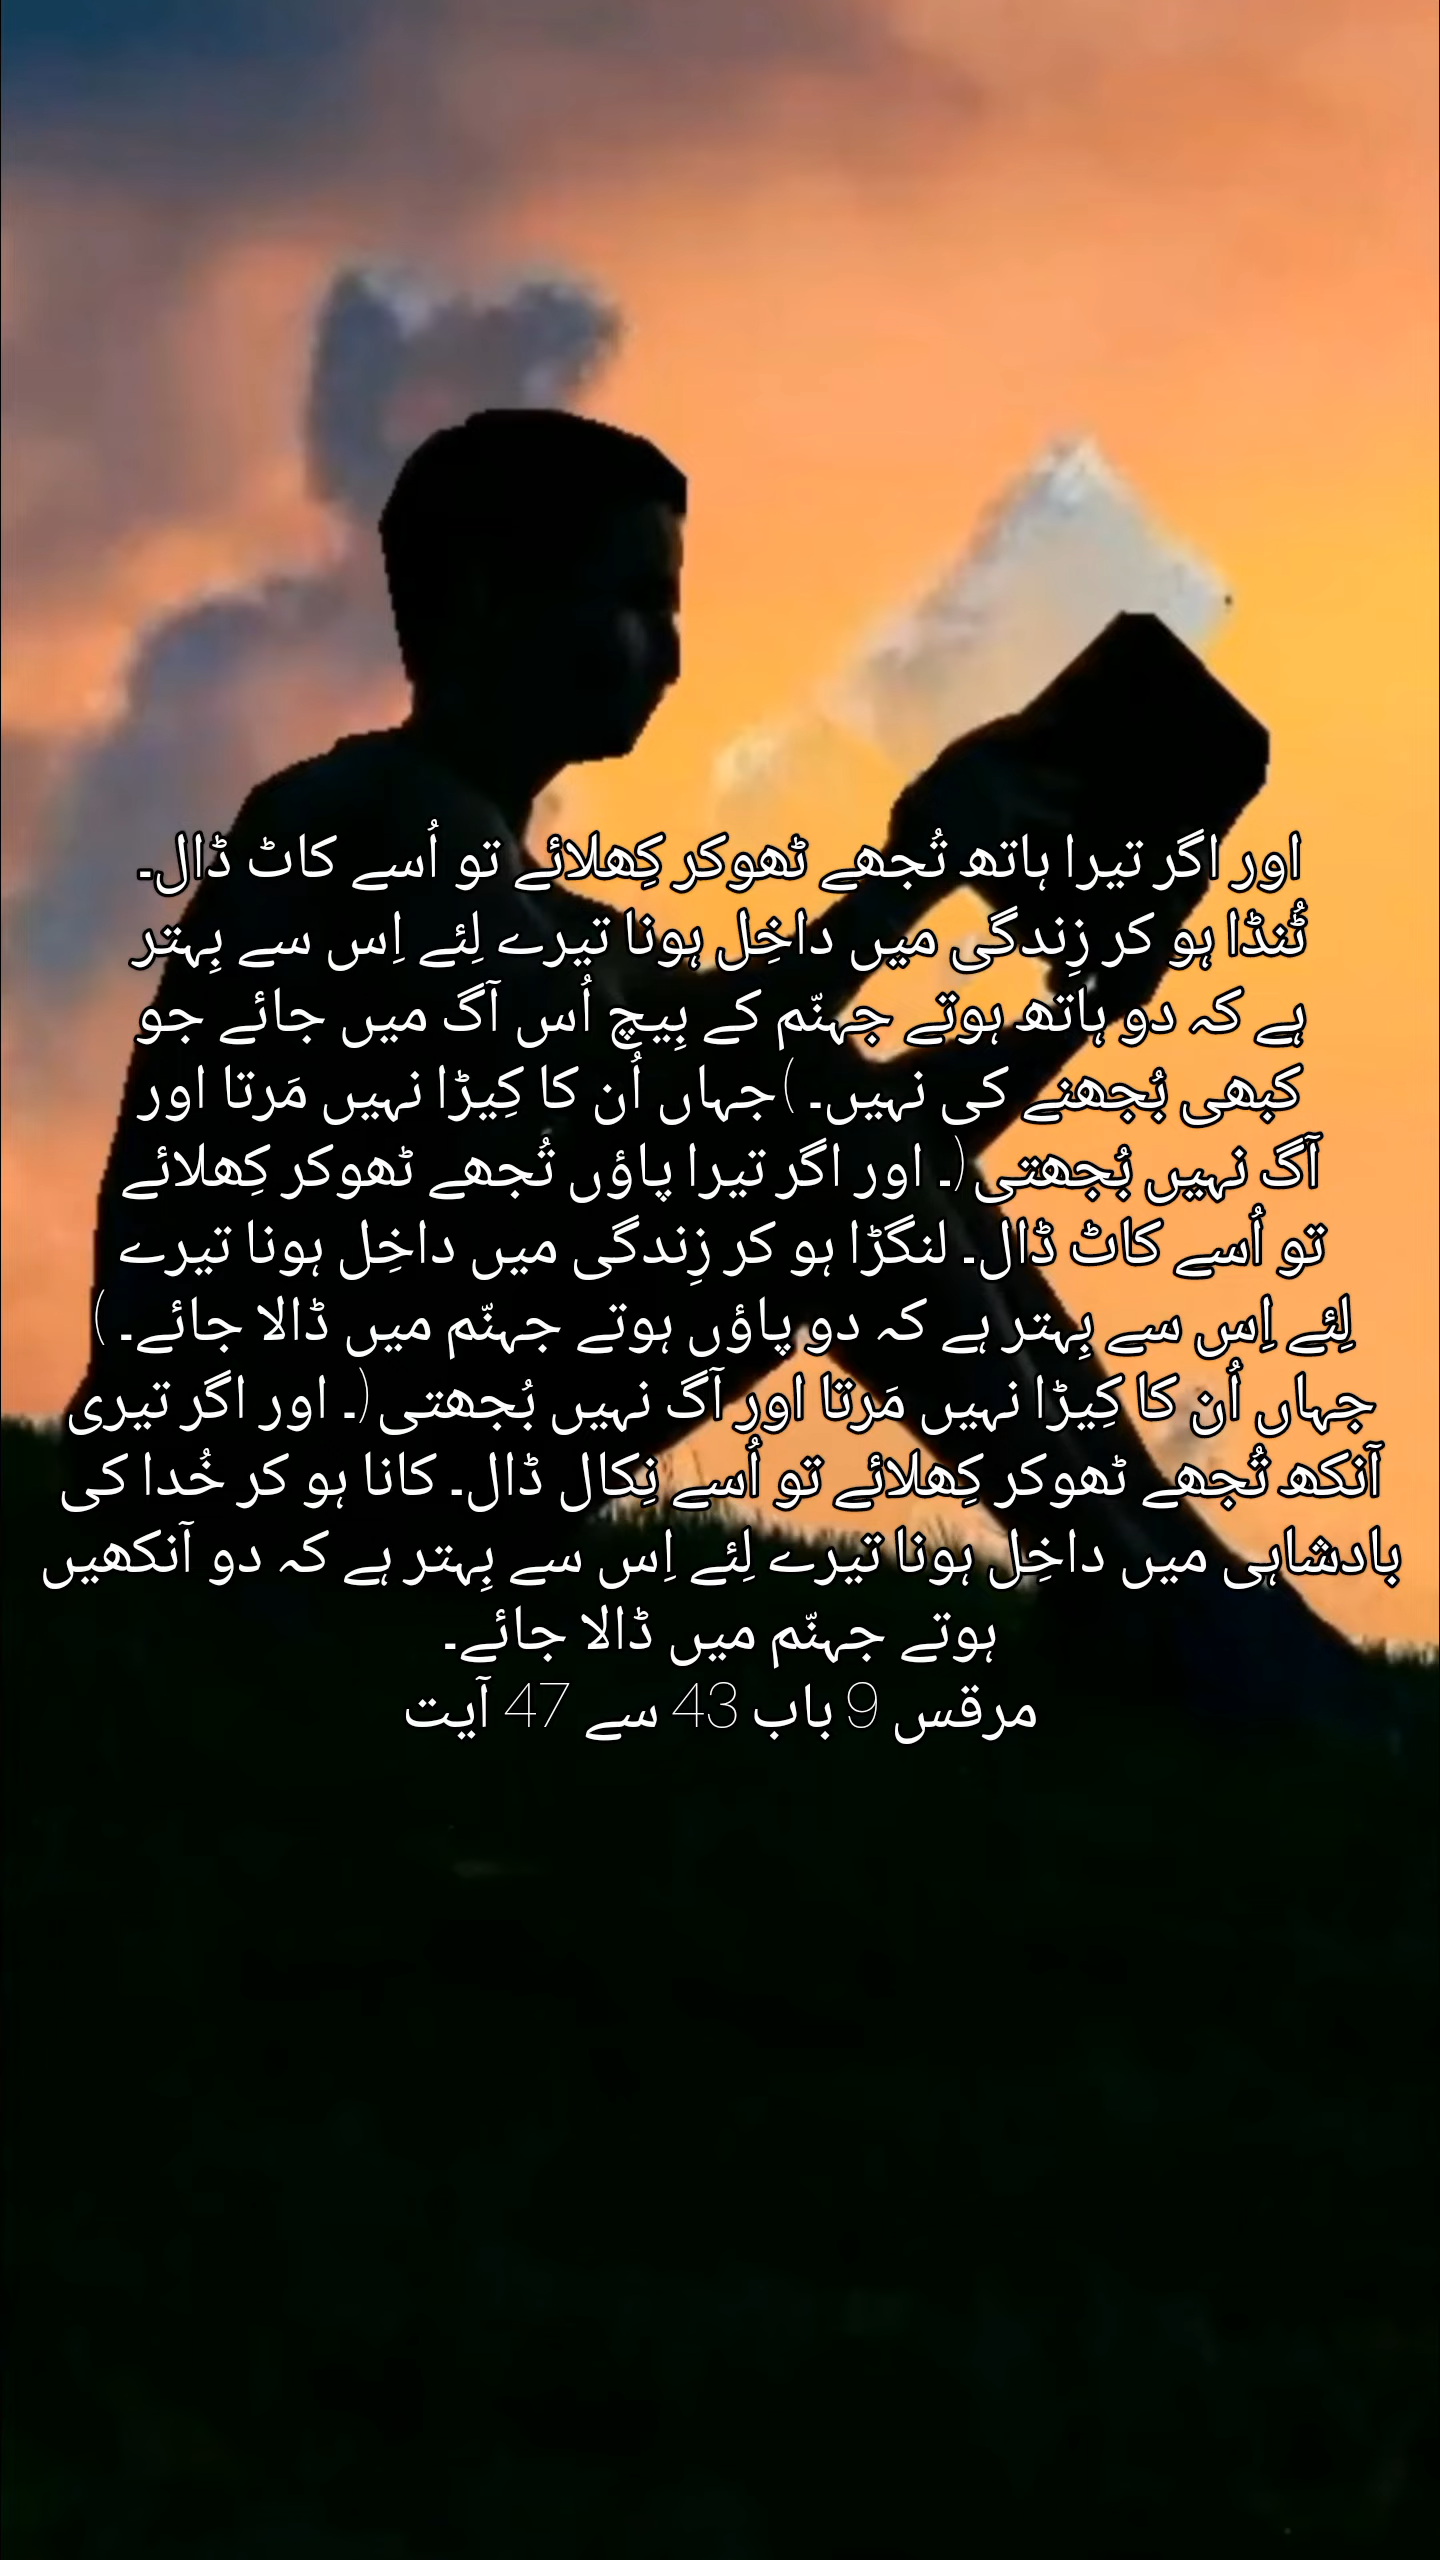 اور اگر تیرا ہاتھ تُجھے ٹھوکر کِھلائے تو اُسے کاٹ ڈال۔
ٹُنڈا ہو کر زِندگی میں داخِل ہونا تیرے لِئے اِس سے بِہتر
ہے کہ دو ہاتھ ہوتے جہنّم کے بِیچ اُس آگ میں جائے جو
کبھی بُجھنے کی نہیں۔ )جہاں اُن کا کِیڑا نہیں مَرتا اور
آگ نہیں بُجھتی(۔ اور اگر تیرا پاؤں تُجھے ٹھوکر کِھلائے
تو اُسے کاٹ ڈال۔ لنگڑا ہو کر زِندگی میں داخِل ہونا تیرے
لِئے اِس سے بِہتر ہے کہ دو پاؤں ہوتے جہنّم میں ڈالا جائے۔ )
جہاں اُن کا کِیڑا نہیں مَرتا اور آگ نہیں بُجھتی(۔ اور اگر تیری
آنکھ تُجھے ٹھوکر کِھلائے تو اُسے نِکال ڈال۔ کانا ہو کر خُدا کی
بادشاہی میں داخِل ہونا تیرے لِئے اِس سے بِہتر ہے کہ دو آنکھیں
ہوتے جہنّم میں ڈالا جائے۔
مرقس 9 باب 43 سے 47 آیت